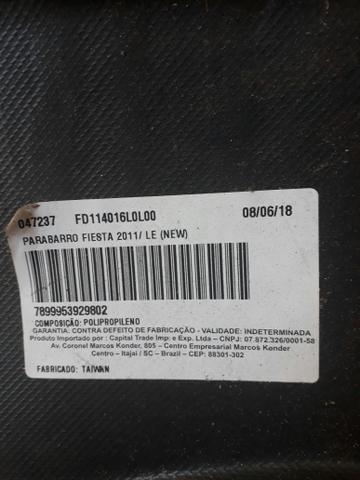 047237 FD114016L0L00 08/06/18
PARABARRO FIESTA 2011/ LE (NEW)
7899953929802
COMPOSIÇÃO: POLIPROPILENO
GARANTIA: CONTRA DEFEITO DE FABRICAÇÃO - VALIDADE: INDETERMINADA
Produto Importado por : Capital Trade Imp: e Exp. Ltda – CNPJ: 07.872.326/0001-58
Av. Coronel Marcos Konder, 805 – Centro Empresarial Marcos Konder
Centro – Itajaí / SC – Brazil – CEP: 88301-302
FABRICADO: TAIWAN